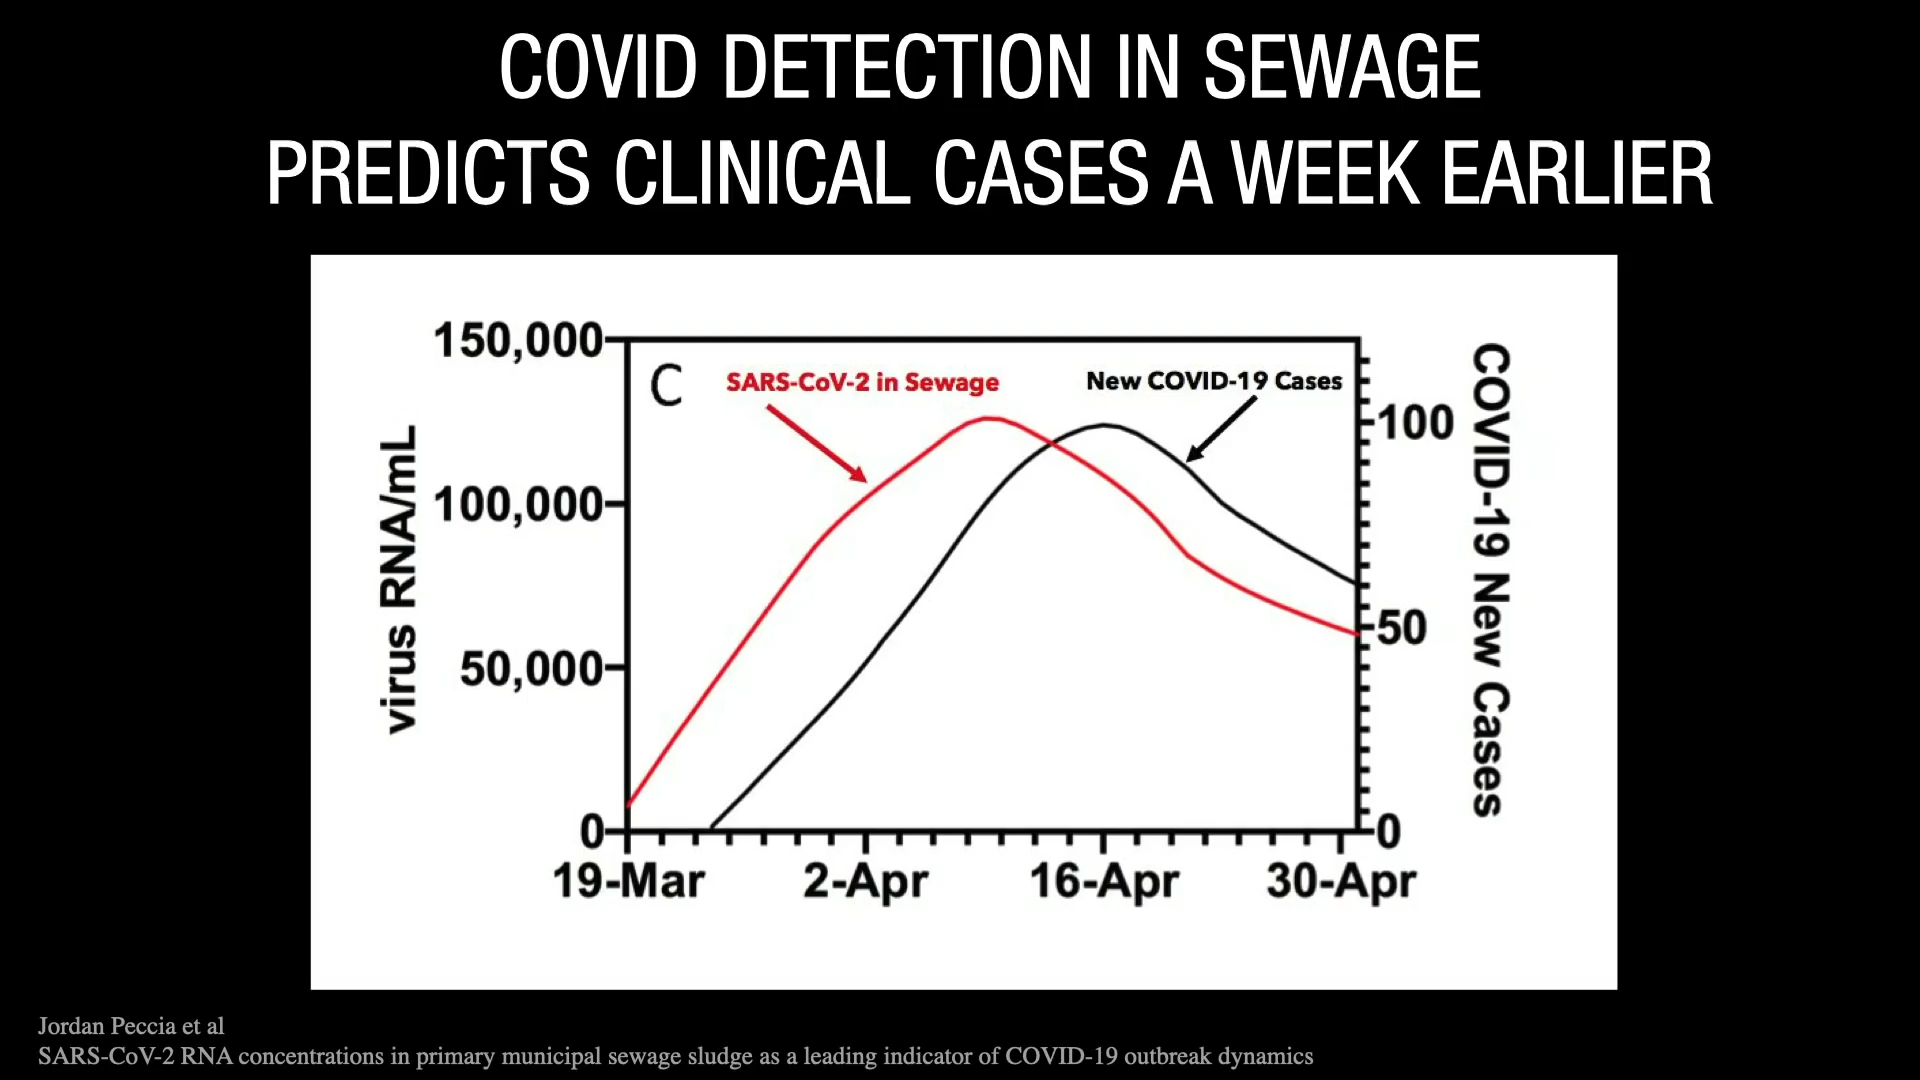 COVID DETECTION IN SEWAGE
PREDICTS CLINICAL CASES A WEEK EARLIER
150,000
100,000
50,000
0
virus RNA/mL
C
SARS-CoV-2 in Sewage
New COVID-19 Cases
100
50
0
COVID-19 New Cases
19-Mar
2-Apr
16-Apr
30-Apr
Jordan Peccia et al
SARS-CoV-2 RNA concentrations in primary municipal sewage sludge as a leading indicator of COVID-19 outbreak dynamics